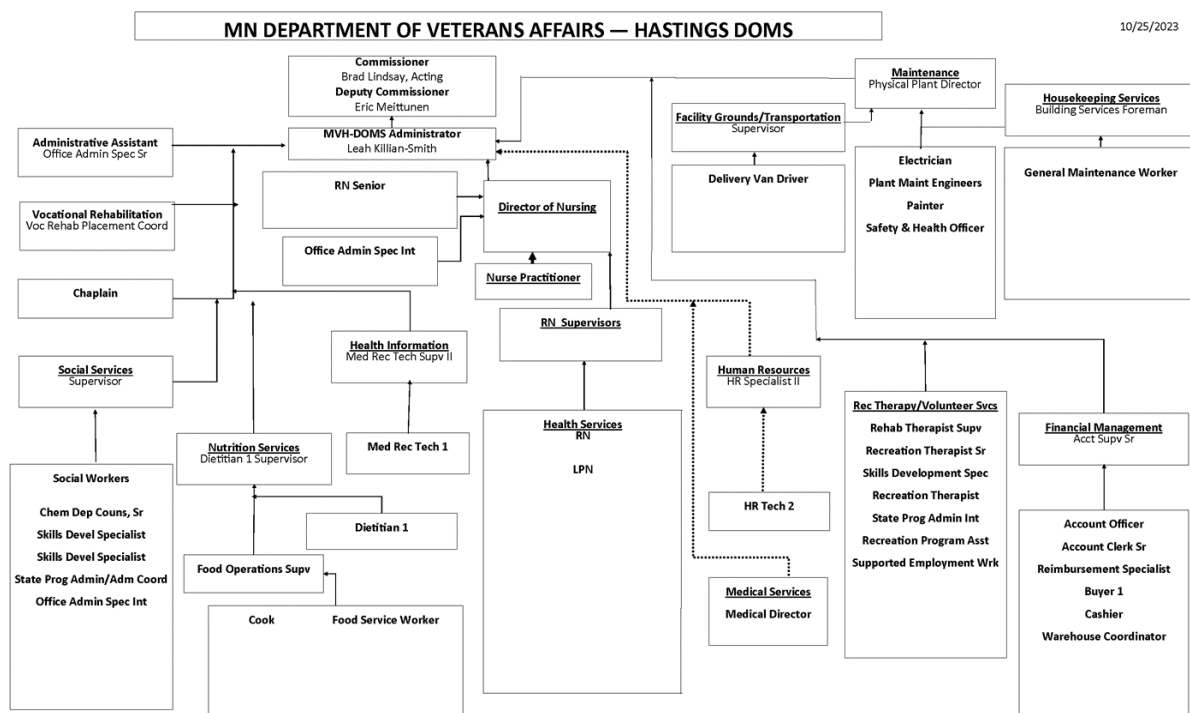 MN DEPARTMENT OF VETERANS AFFAIRS — HASTINGS DOMS
10/25/2023
Commissioner
Brad Lindsay, Acting
Deputy Commissioner
Eric Meittunen
MVH-DOMS Administrator
Leah Killian-Smith
Maintenance
Physical Plant Director
Facility Grounds/Transportation
Supervisor
Housekeeping Services
Building Services Foreman
Administrative Assistant
Office Admin Spec Sr
Delivery Van Driver
Electrician
Plant Maint Engineers
Painter
Safety & Health Officer
General Maintenance Worker
RN Senior
Director of Nursing
Vocational Rehabilitation
Voc Rehab Placement Coord
Office Admin Spec Int
Nurse Practitioner
Chaplain
RN Supervisors
Health Information
Med Rec Tech Supv II
Social Services
Supervisor
Human Resources
HR Specialist II
Rec Therapy/Volunteer Svcs
Rehab Therapist Supv
Recreation Therapist Sr
Skills Development Spec
Recreation Therapist
State Prog Admin Int
Recreation Program Asst
Supported Employment Wrk
Financial Management
Acct Supv Sr
Nutrition Services
Dietitian 1 Supervisor
Med Rec Tech 1
Health Services
RN
LPN
Social Workers
Chem Dep Couns, Sr
Skills Devel Specialist
Skills Devel Specialist
State Prog Admin/Adm Coord
Office Admin Spec Int
HR Tech 2
Dietitian 1
Account Officer
Account Clerk Sr
Reimbursement Specialist
Buyer 1
Cashier
Warehouse Coordinator
Food Operations Supv
Medical Services
Medical Director
Cook
Food Service Worker